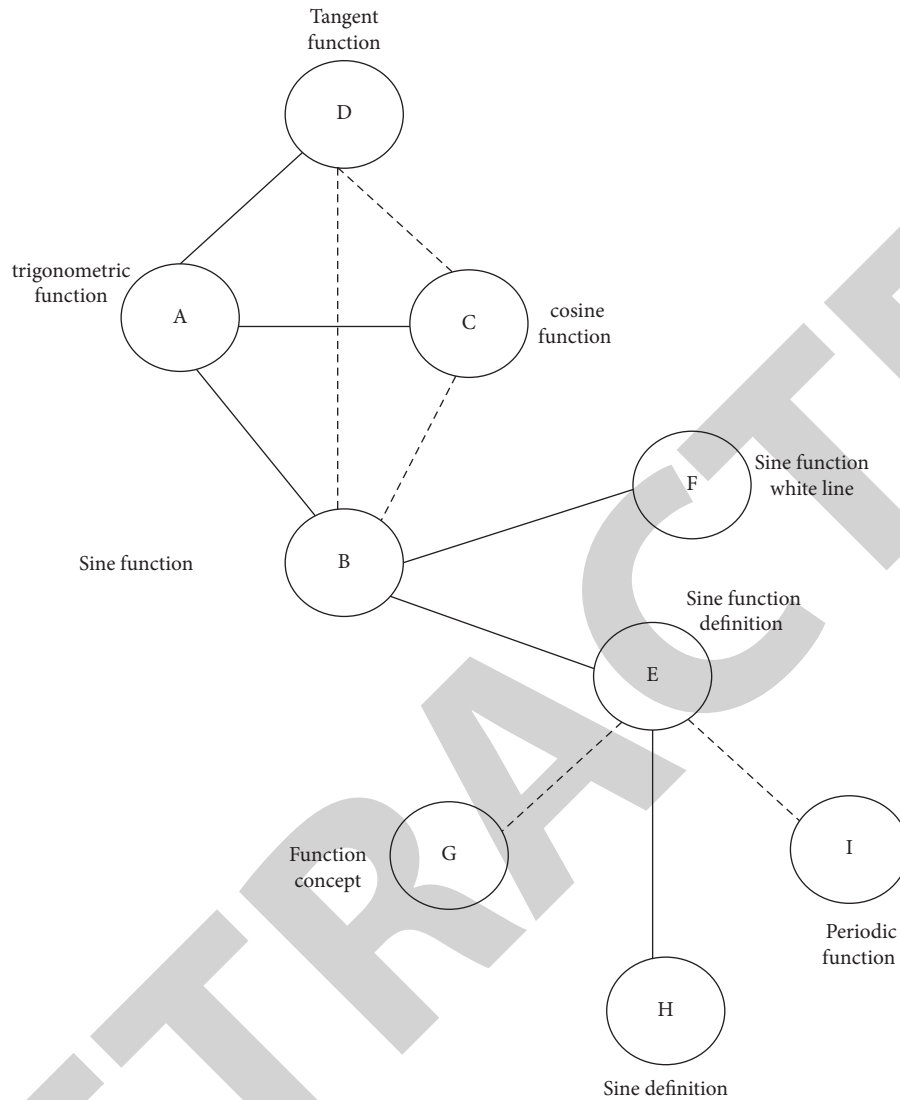 Tangent
function
D
trigonometric
function
A
C
cosine
function
F
Sine function
white line
Sine function
B
Sine function
definition
E
Function
concept
G
I
Periodic
function
H
Sine definition